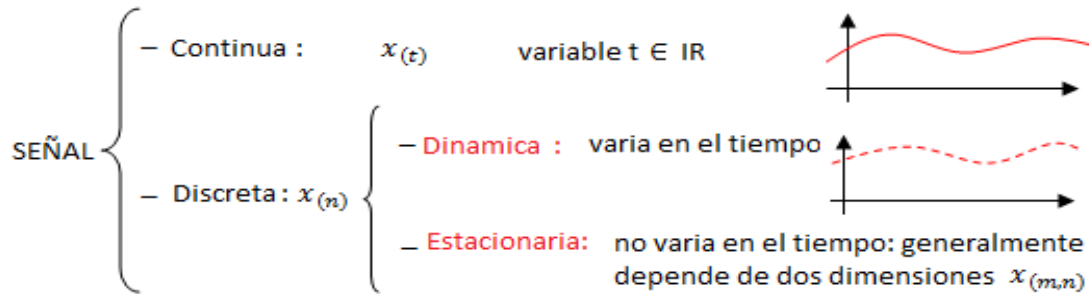 – Continua : x(t) variable t ∈ IR
SEÑAL
– Dinamica : varia en el tiempo
– Discreta : x(n)
– Estacionaria: no varia en el tiempo: generalmente
depende de dos dimensiones x(m,n)